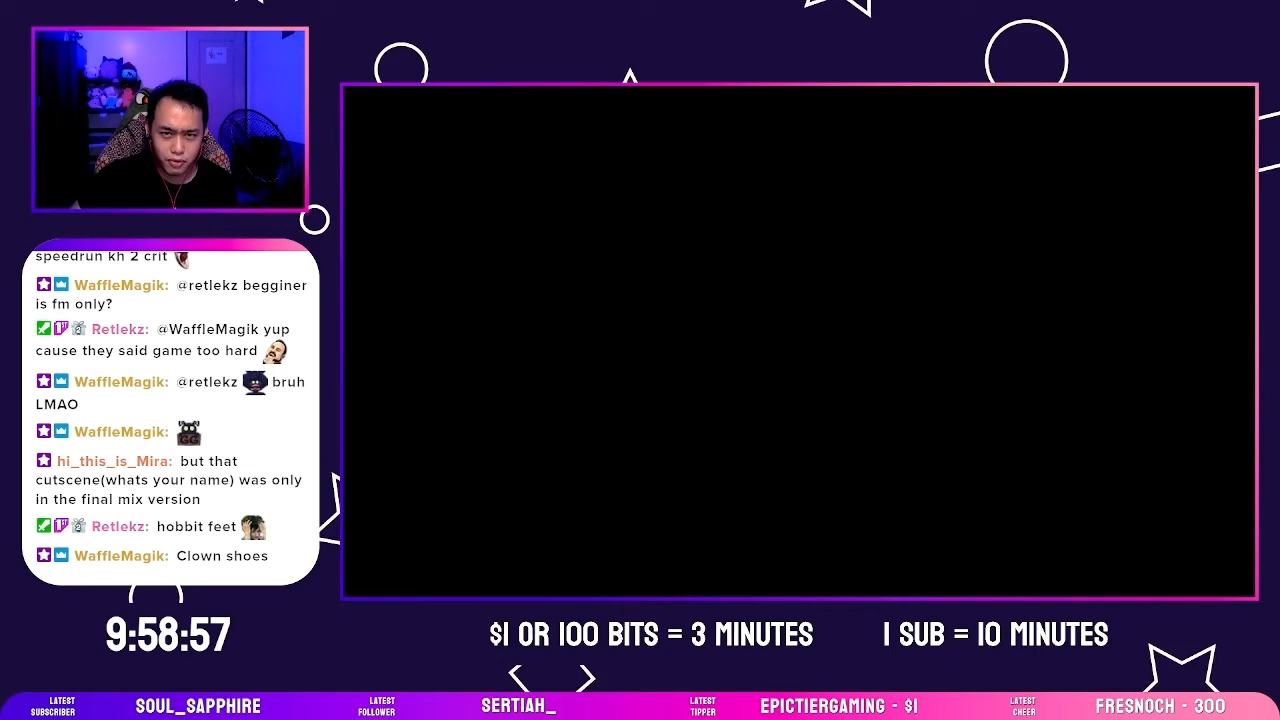 speedrun kh 2 crit
WaffleMagik: @retlekz begginer
is fm only?
Retlekz: @WaffleMagik yup
cause they said game too hard
WaffleMagik: @retlekz bruh
LMAO
WaffleMagik: GG
hi_this_is_Mira: but that
cutscene(whats your name) was only
in the final mix version
Retlekz: hobbit feet
WaffleMagik: Clown shoes
9:58:57
$1 OR 100 BITS = 3 MINUTES
1 SUB = 10 MINUTES
LATEST SUBSCRIBER
SOUL_SAPPHIRE
LATEST FOLLOWER
SERTIAH_
LATEST TIPPER
EPICTIERGAMING - $1
LATEST CHEER
FRESNOCH - 300